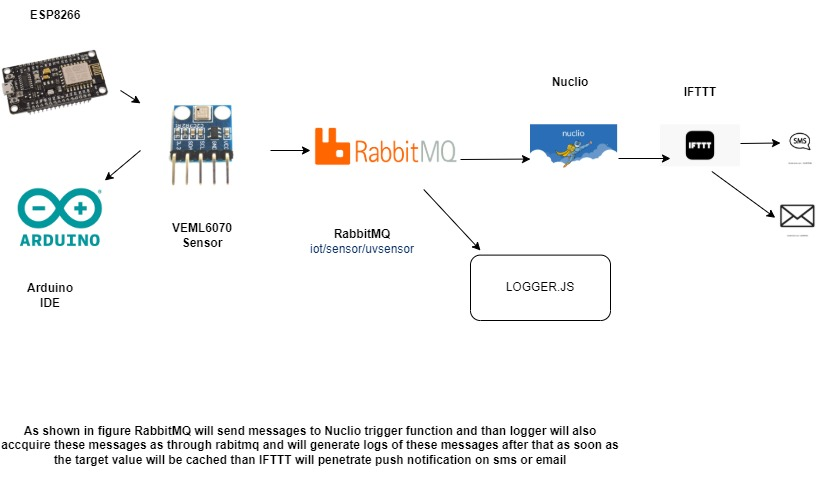 ESP8266
Nuclio
IFTTT
nuclio
IFTTT
SMS
RabbitMQ
ARDUINO
VEML6070
Sensor
RabbitMQ
iot/sensor/uvsensor
Arduino
IDE
LOGGER.JS
As shown in figure RabbitMQ will send messages to Nuclio trigger function and than logger will also
accquire these messages as through rabitmq and will generate logs of these messages after that as soon as
the target value will be cached than IFTTT will penetrate push notification on sms or email